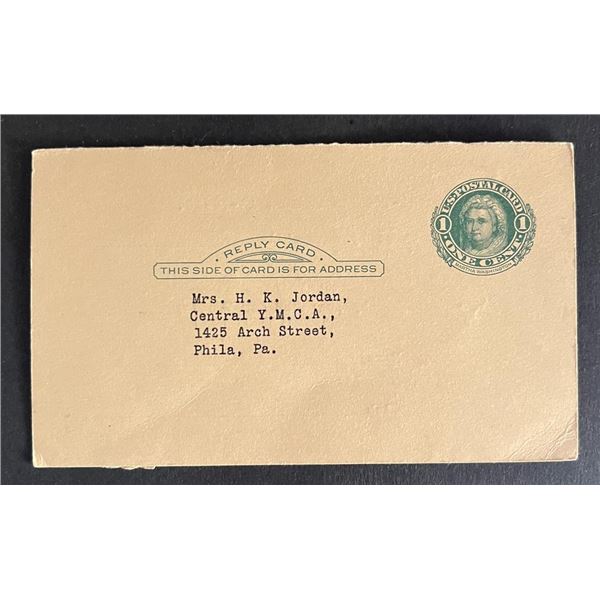 U.S. POSTAL CARD
1 1
ONE CENT
MARTHA WASHINGTON
REPLY CARD
THIS SIDE OF CARD IS FOR ADDRESS
Mrs. H. K. Jordan,
Central Y.M.C.A.,
1425 Arch Street,
Phila, Pa.